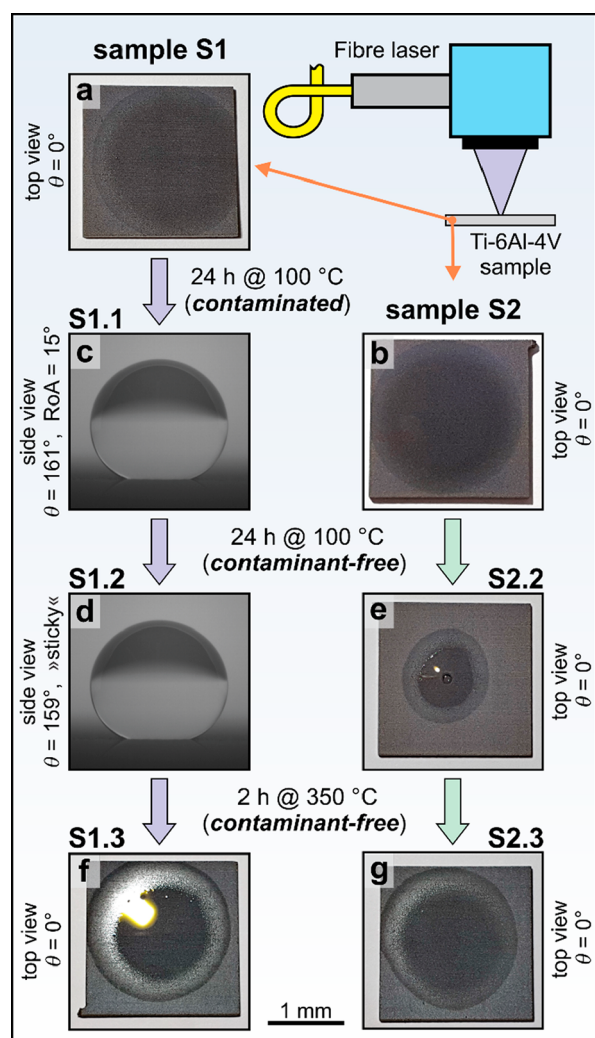 sample S1
Fibre laser
a
top view
θ = 0°
Ti-6Al-4V
sample
24 h @ 100 °C
(contaminated)
sample S2
S1.1
c
side view
θ = 161°, RoA = 15°
b
top view
θ = 0°
24 h @ 100 °C
(contaminant-free)
S1.2
S2.2
d
side view
θ = 159°, »sticky«
e
top view
θ = 0°
2 h @ 350 °C
(contaminant-free)
S1.3
S2.3
f
top view
θ = 0°
g
top view
θ = 0°
1 mm